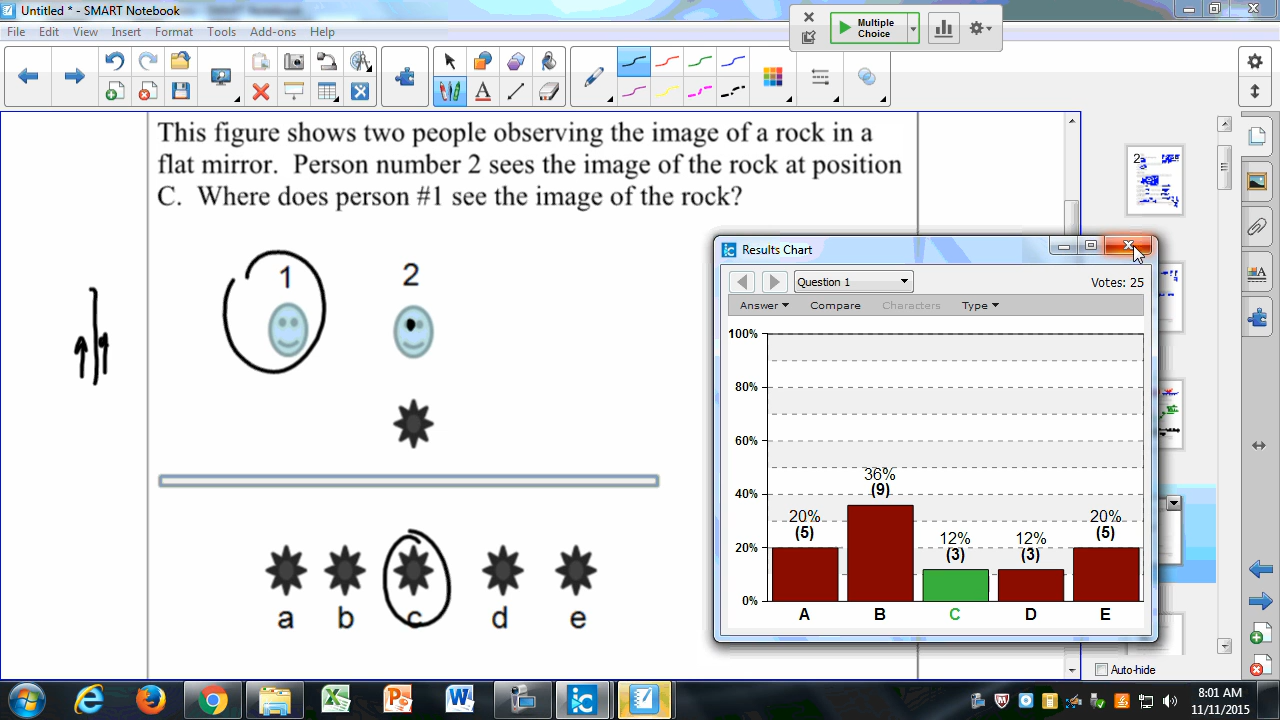 Untitled * - SMART Notebook
File Edit View Insert Format Tools Add-ons Help
Multiple
Choice
This figure shows two people observing the image of a rock in a
flat mirror. Person number 2 sees the image of the rock at position
C. Where does person #1 see the image of the rock?
1 2
a b c d e
2
Results Chart
Question 1
Votes: 25
Answer Compare Characters Type
100%
80%
60%
40%
20%
0%
20%
(5)
36%
(9)
12%
(3)
12%
(3)
20%
(5)
A B C D E
Auto-hide
8:01 AM
11/11/2015